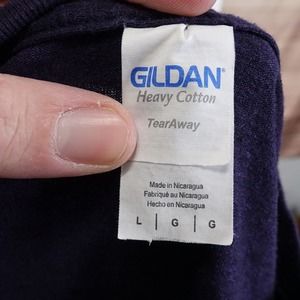 GILDAN®
Heavy Cotton
TearAway
Made in Nicaragua
Fabriqué au Nicaragua
Hecho en Nicaragua
L | G | G